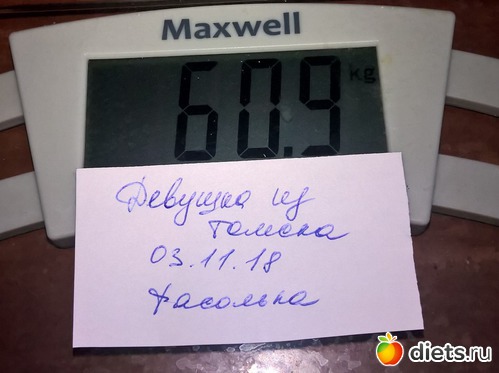 Maxwell
60.9 kg
Девушка из
Томска
03.11.18
Фасолька
diets.ru